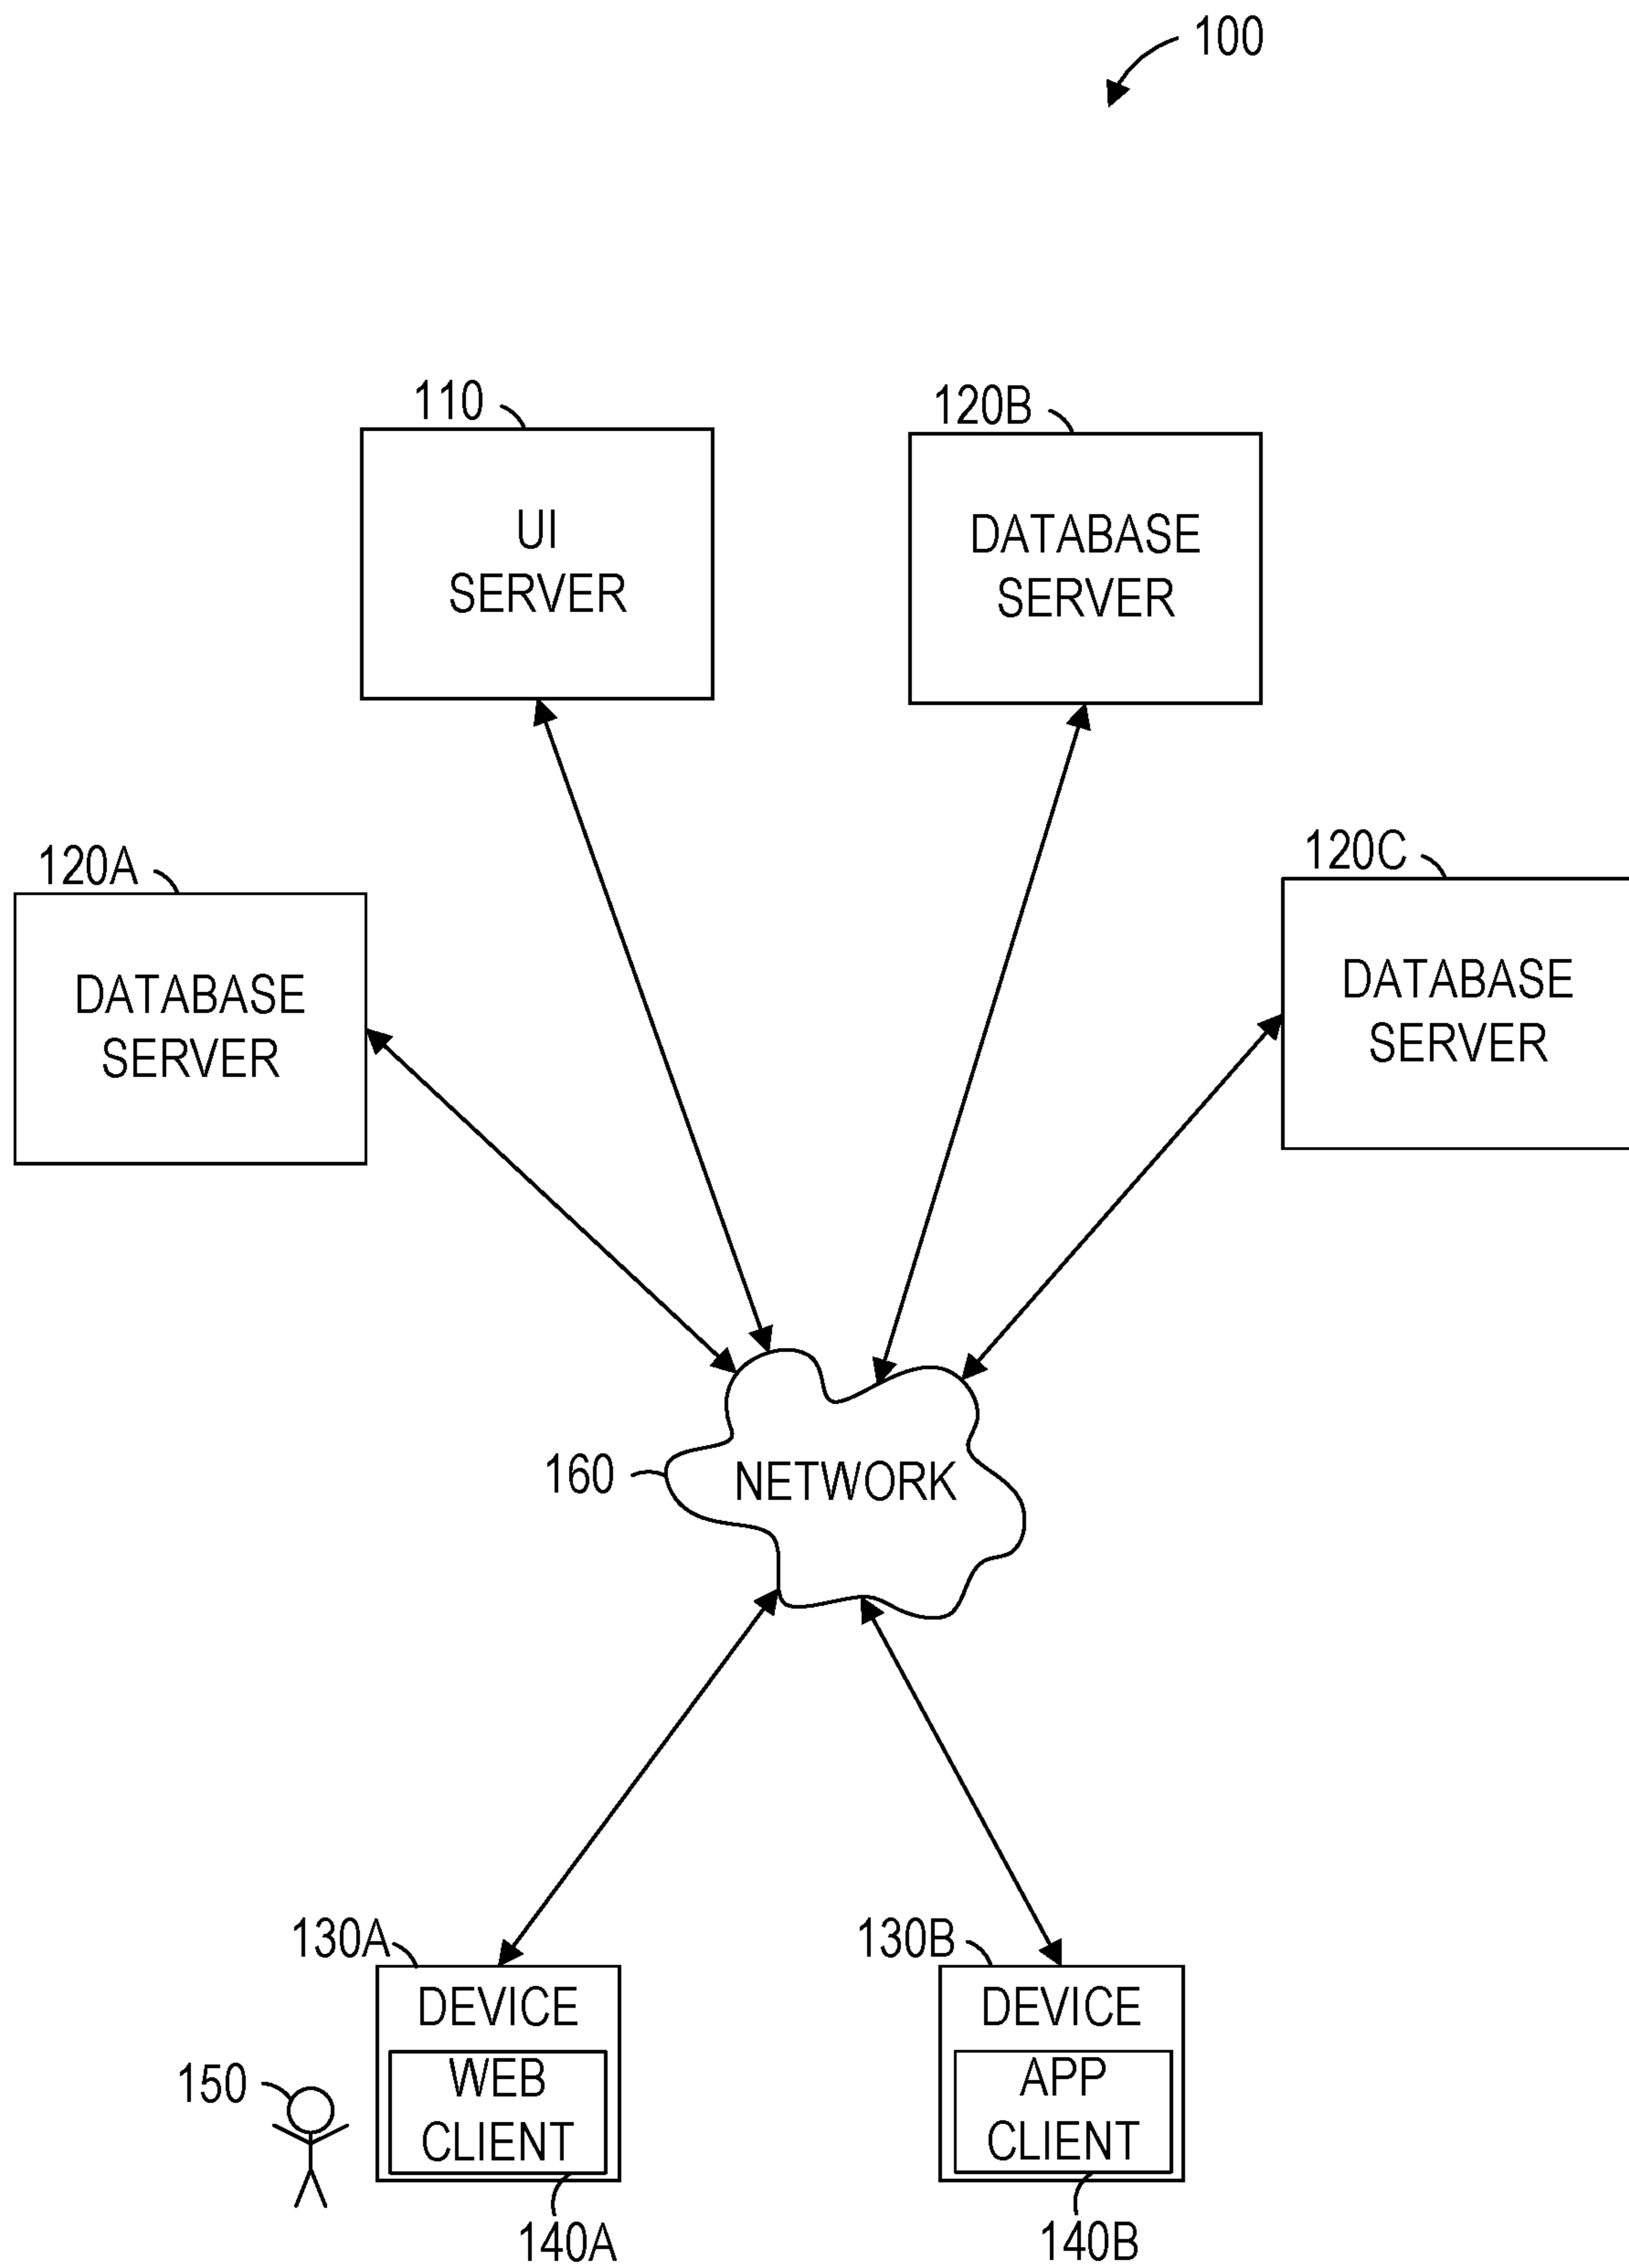 100
110
120B
UI
SERVER
DATABASE
SERVER
120A
120C
DATABASE
SERVER
DATABASE
SERVER
160
NETWORK
130A
130B
DEVICE
DEVICE
150
WEB
CLIENT
APP
CLIENT
140A
140B